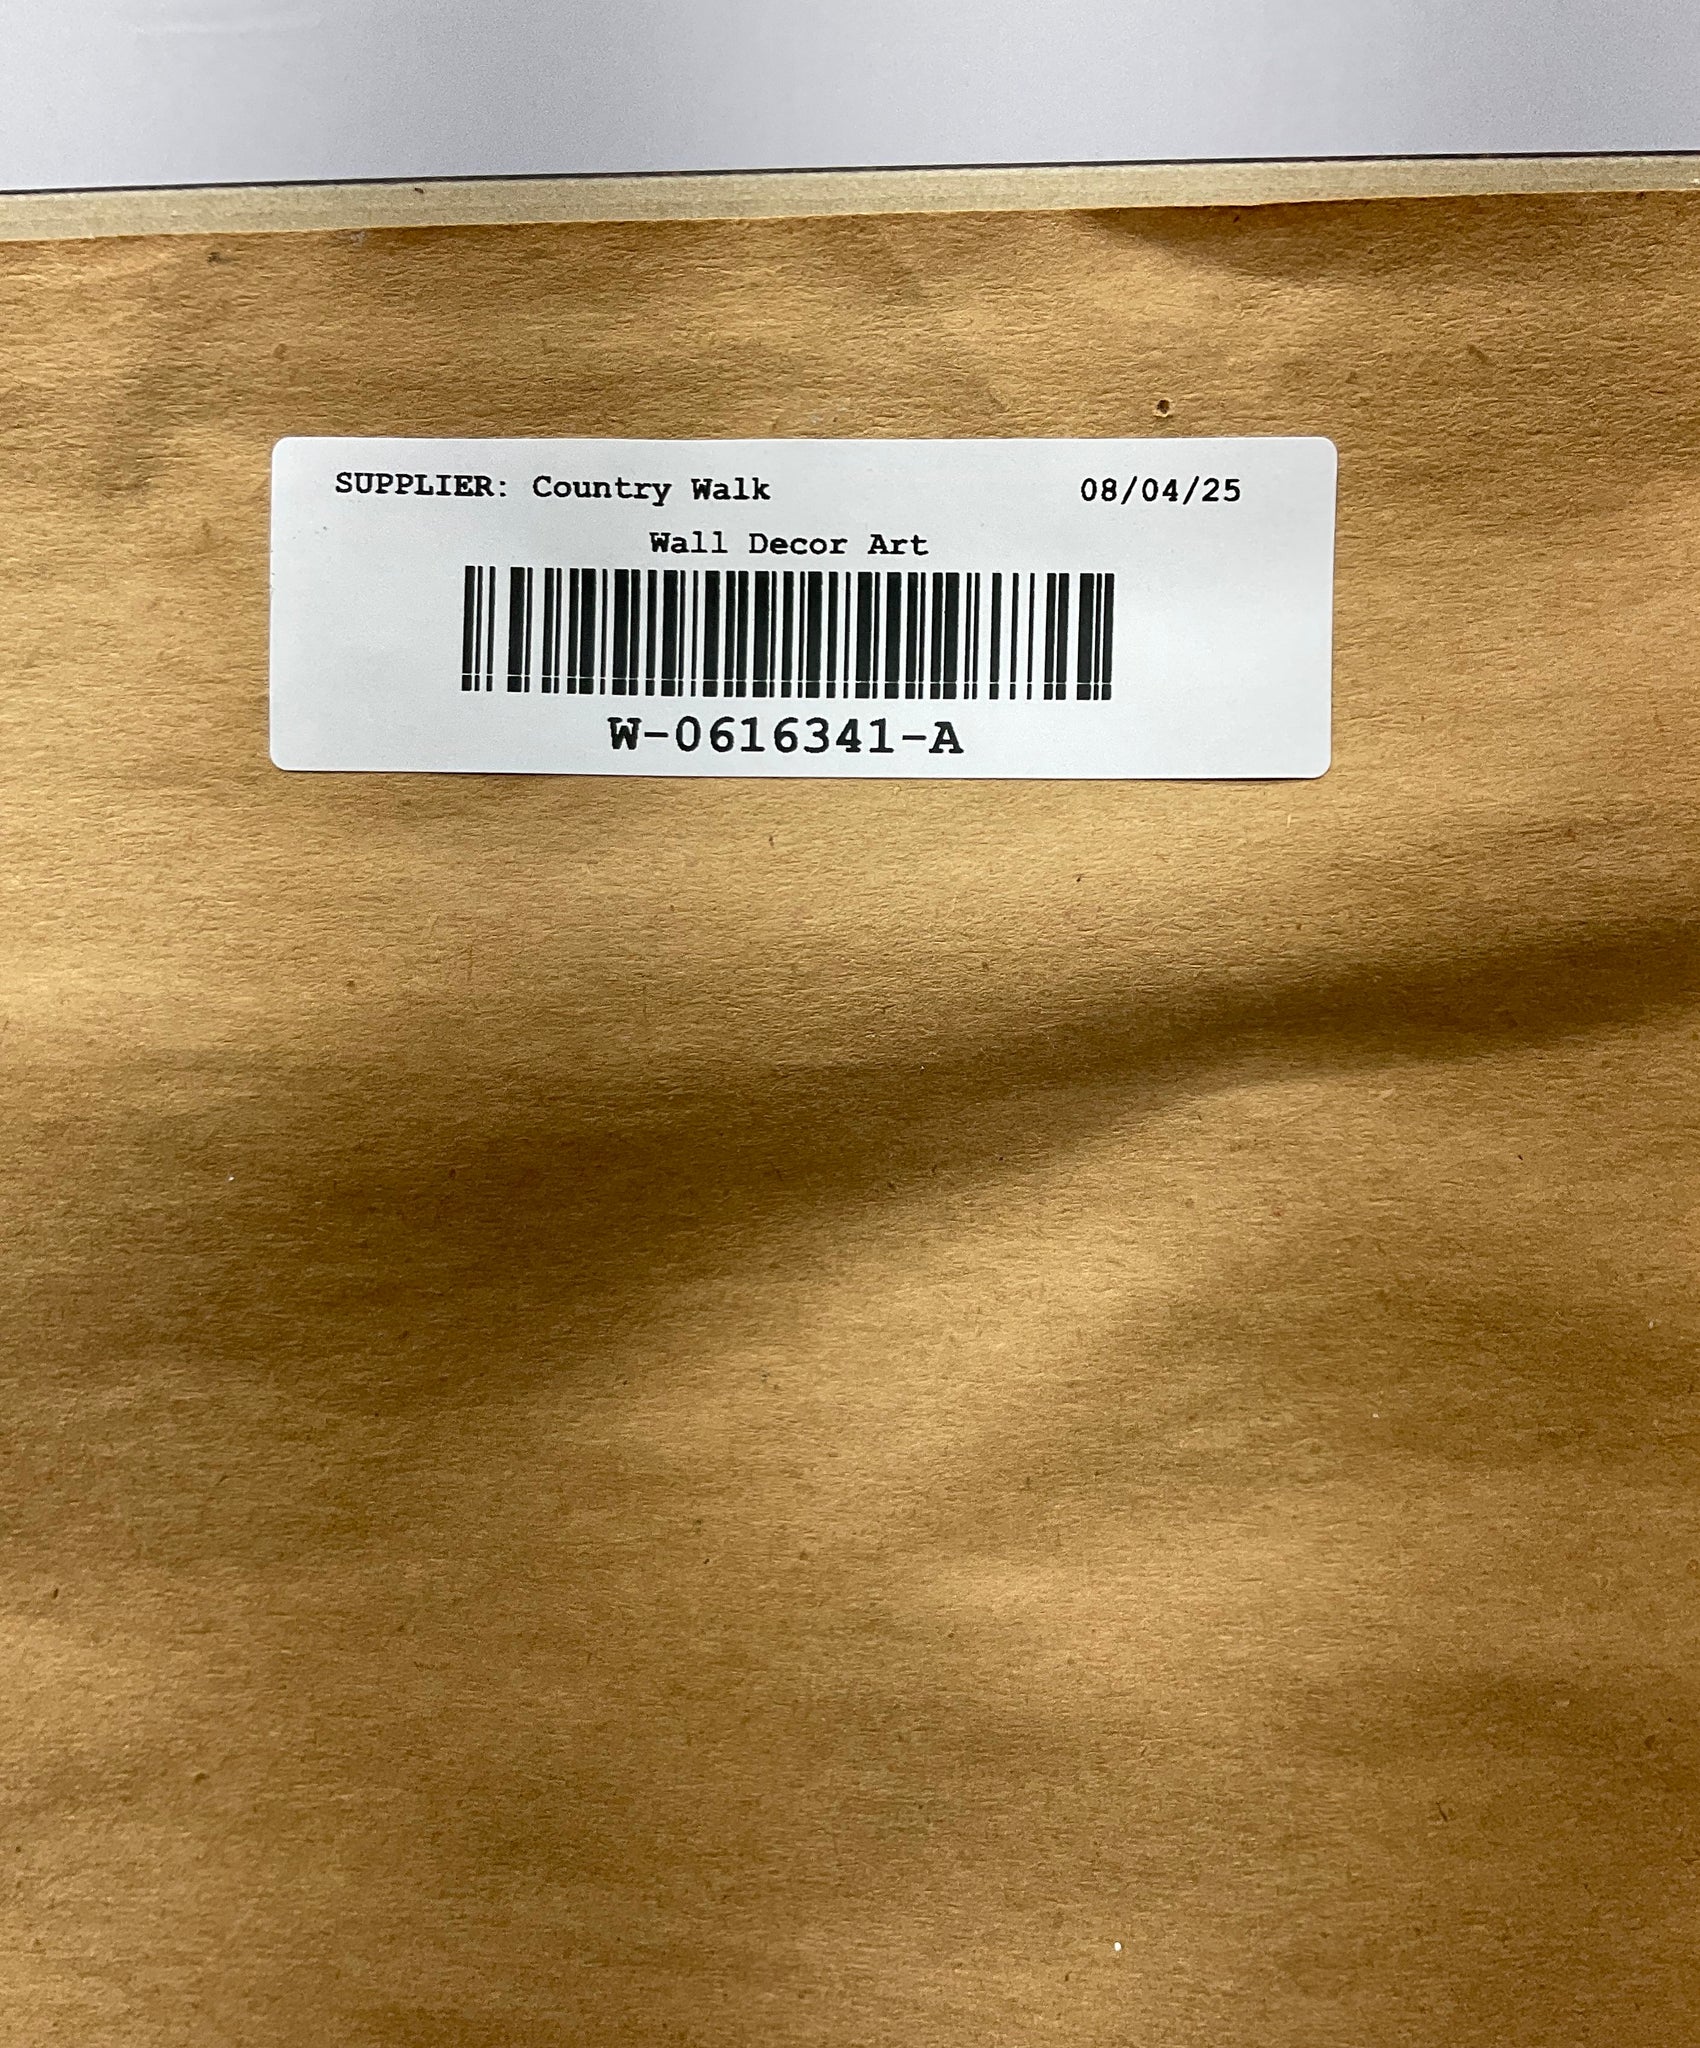 SUPPLIER: Country Walk 08/04/25
Wall Decor Art
W-0616341-A